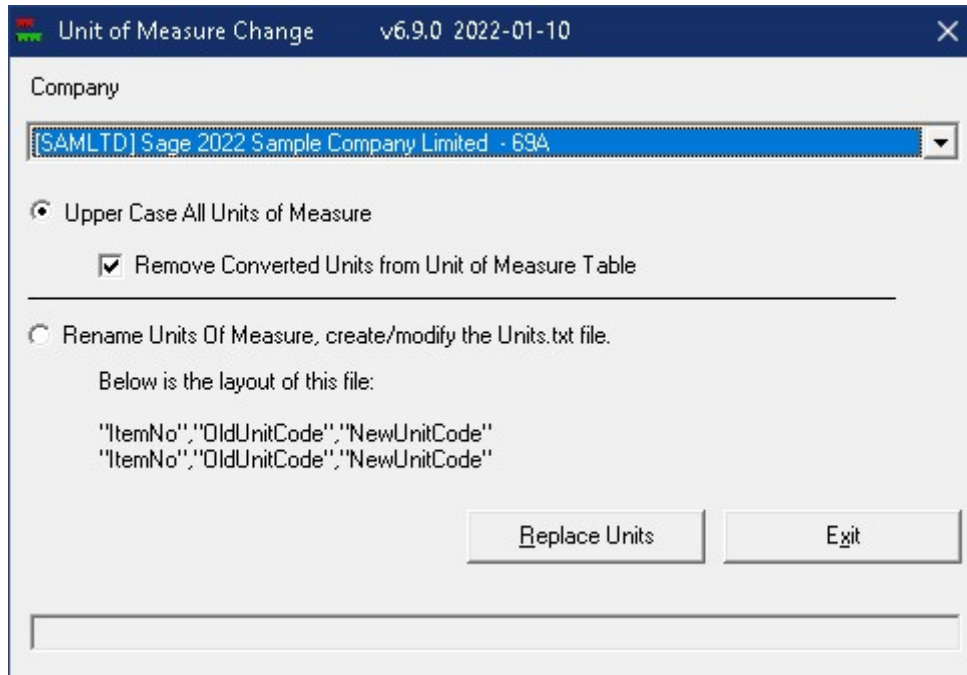 Unit of Measure Change v6.9.0 2022-01-10
Company
[SAMLTD] Sage 2022 Sample Company Limited - 69A
Upper Case All Units of Measure
Remove Converted Units from Unit of Measure Table
Rename Units Of Measure, create/modify the Units.txt file.
Below is the layout of this file:
"ItemNo","OldUnitCode","NewUnitCode"
"ItemNo","OldUnitCode","NewUnitCode"
Replace Units Exit